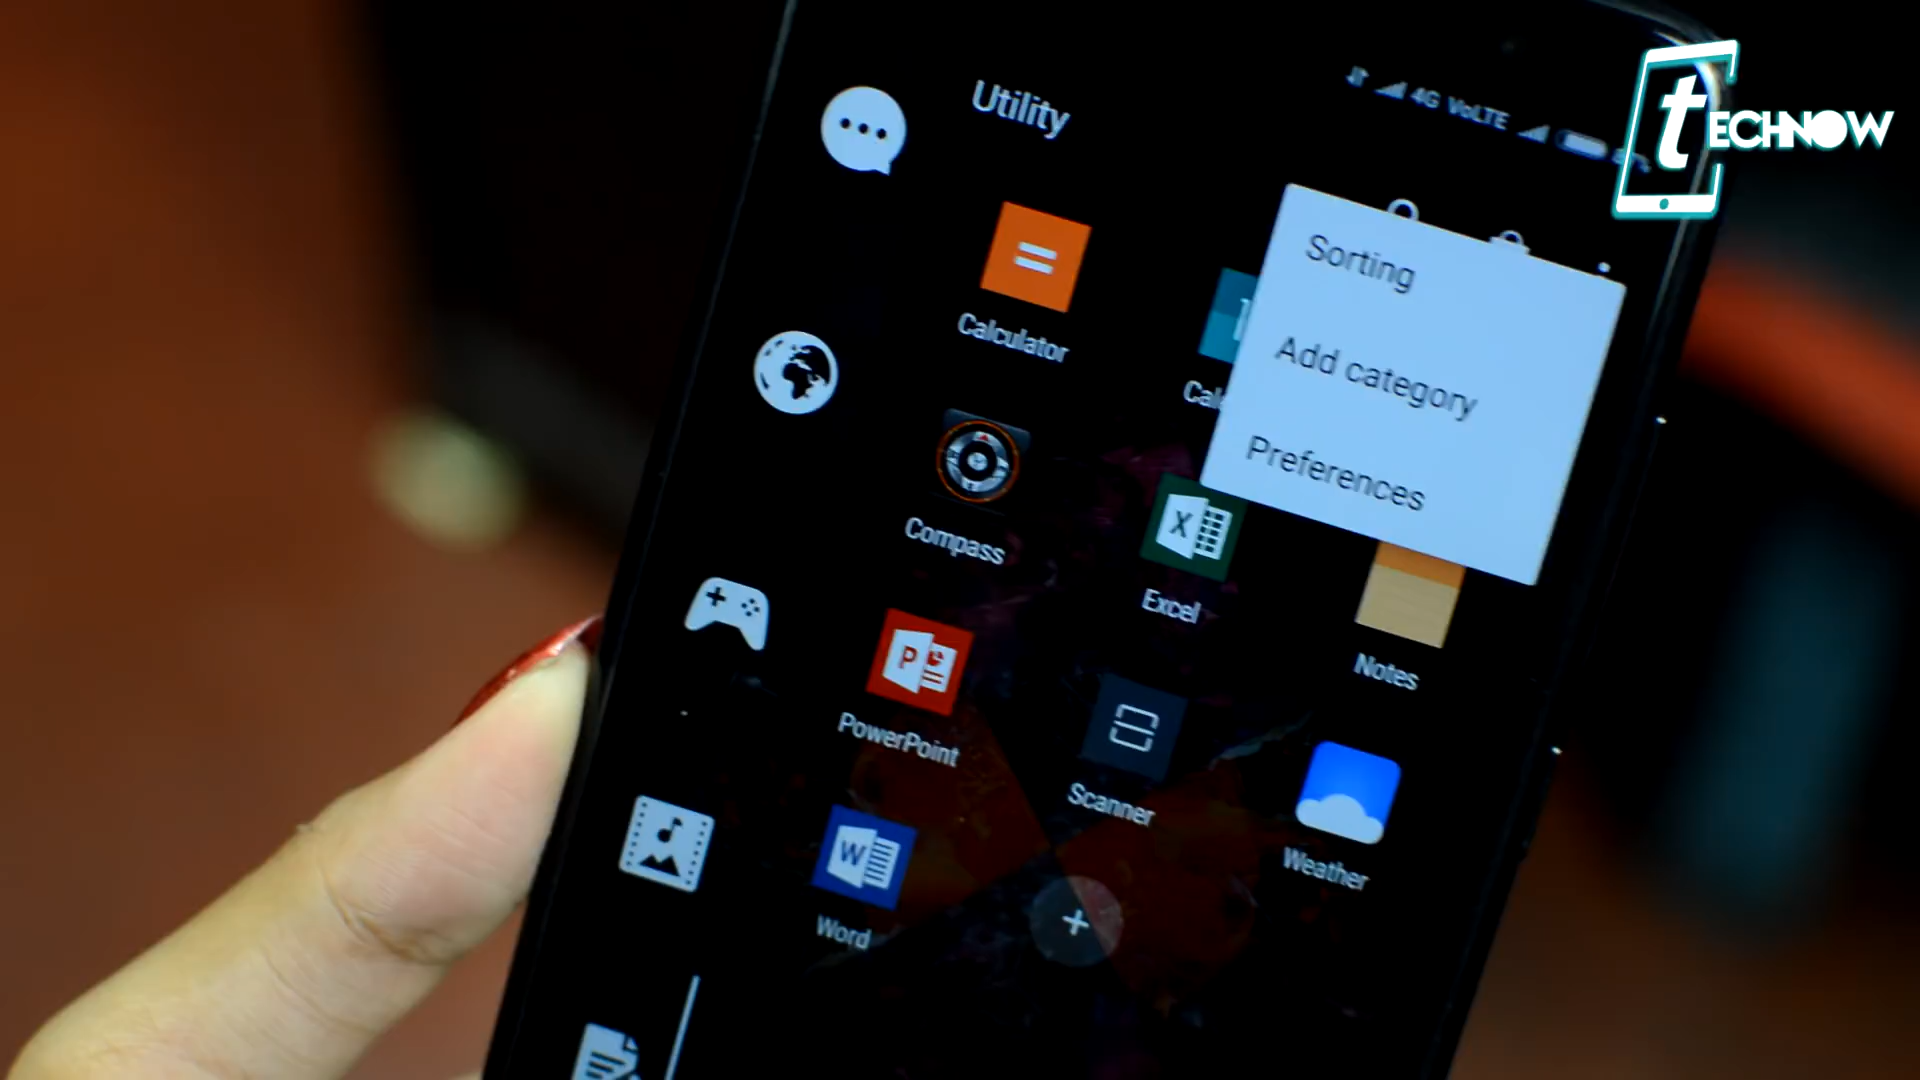 Utility
4G VoLTE
tECHNOW
Sorting
Add category
Preferences
Calculator
Compass
Excel
Notes
PowerPoint
Scanner
Weather
Word